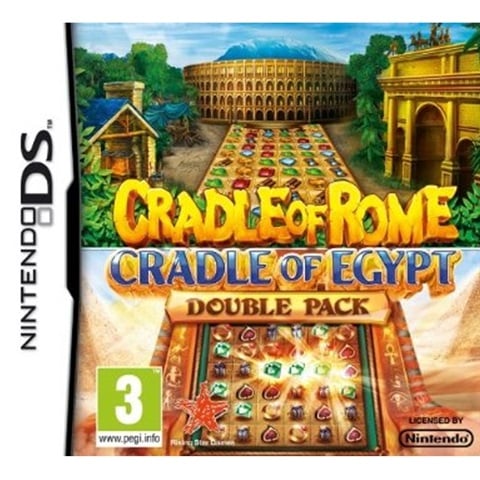 NINTENDO DS™
CRADLE OF ROME
CRADLE OF EGYPT
DOUBLE PACK
3
www.pegi.info
Rising Star Games
LICENSED BY
Nintendo